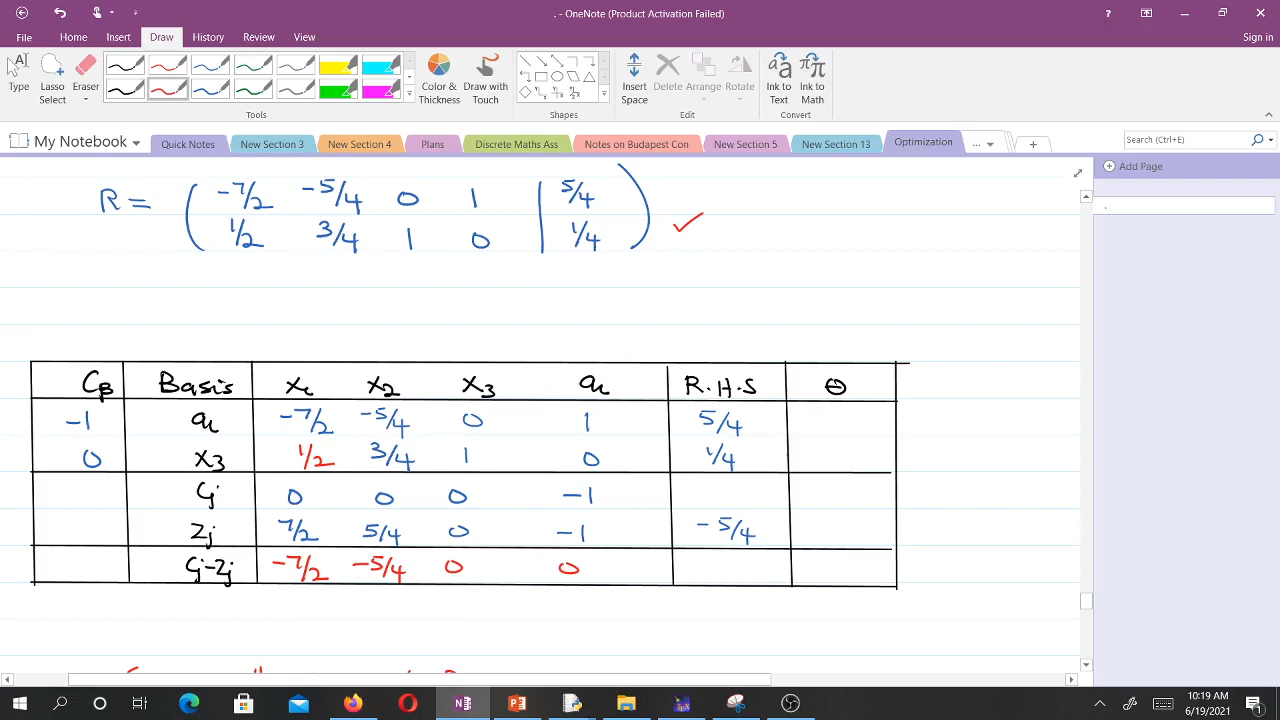 . - OneNote (Product Activation Failed)
File Home Insert Draw History Review View Sign in
Type Lasso Select Eraser Color & Thickness Draw with Touch Insert Space Delete Arrange Rotate Ink to Text Ink to Math
Tools Shapes Edit Convert
My Notebook Quick Notes New Section 3 New Section 4 Plans Discrete Maths Ass Notes on Budapest Con New Section 5 New Section 13 Optimization ... Search (Ctrl+E)
Add Page
.
R = ( -7/2 -5/4 0 1 | 5/4
1/2 3/4 1 0 | 1/4 ) ✓
CB Basis x1 x2 x3 a1 R.H.S θ
-1 a1 -7/2 -5/4 0 1 5/4
0 x3 1/2 3/4 1 0 1/4
Cj 0 0 0 -1
Zj 7/2 5/4 0 -1 -5/4
Cj-Zj -7/2 -5/4 0 0
10:19 AM
6/19/2021